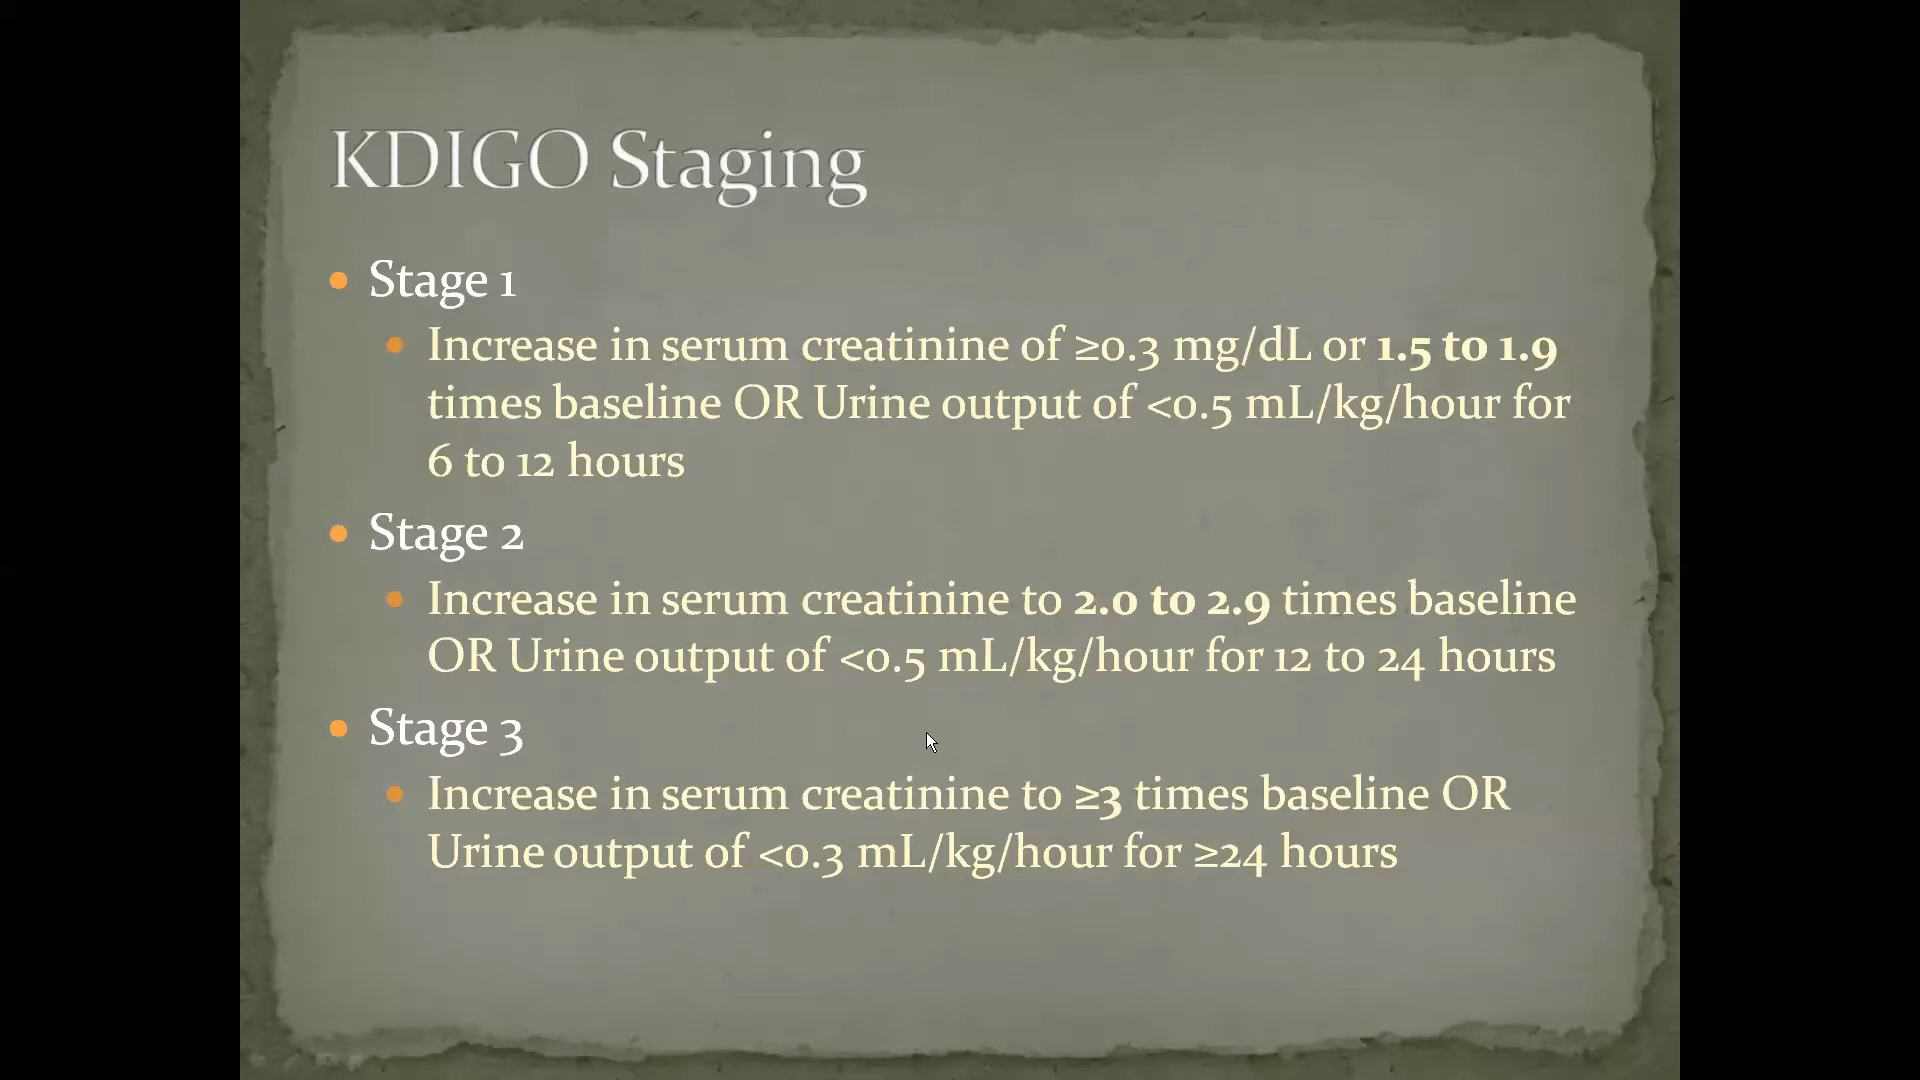 KDIGO Staging
Stage 1
Increase in serum creatinine of ≥0.3 mg/dL or 1.5 to 1.9
times baseline OR Urine output of <0.5 mL/kg/hour for
6 to 12 hours
Stage 2
Increase in serum creatinine to 2.0 to 2.9 times baseline
OR Urine output of <0.5 mL/kg/hour for 12 to 24 hours
Stage 3
Increase in serum creatinine to ≥3 times baseline OR
Urine output of <0.3 mL/kg/hour for ≥24 hours